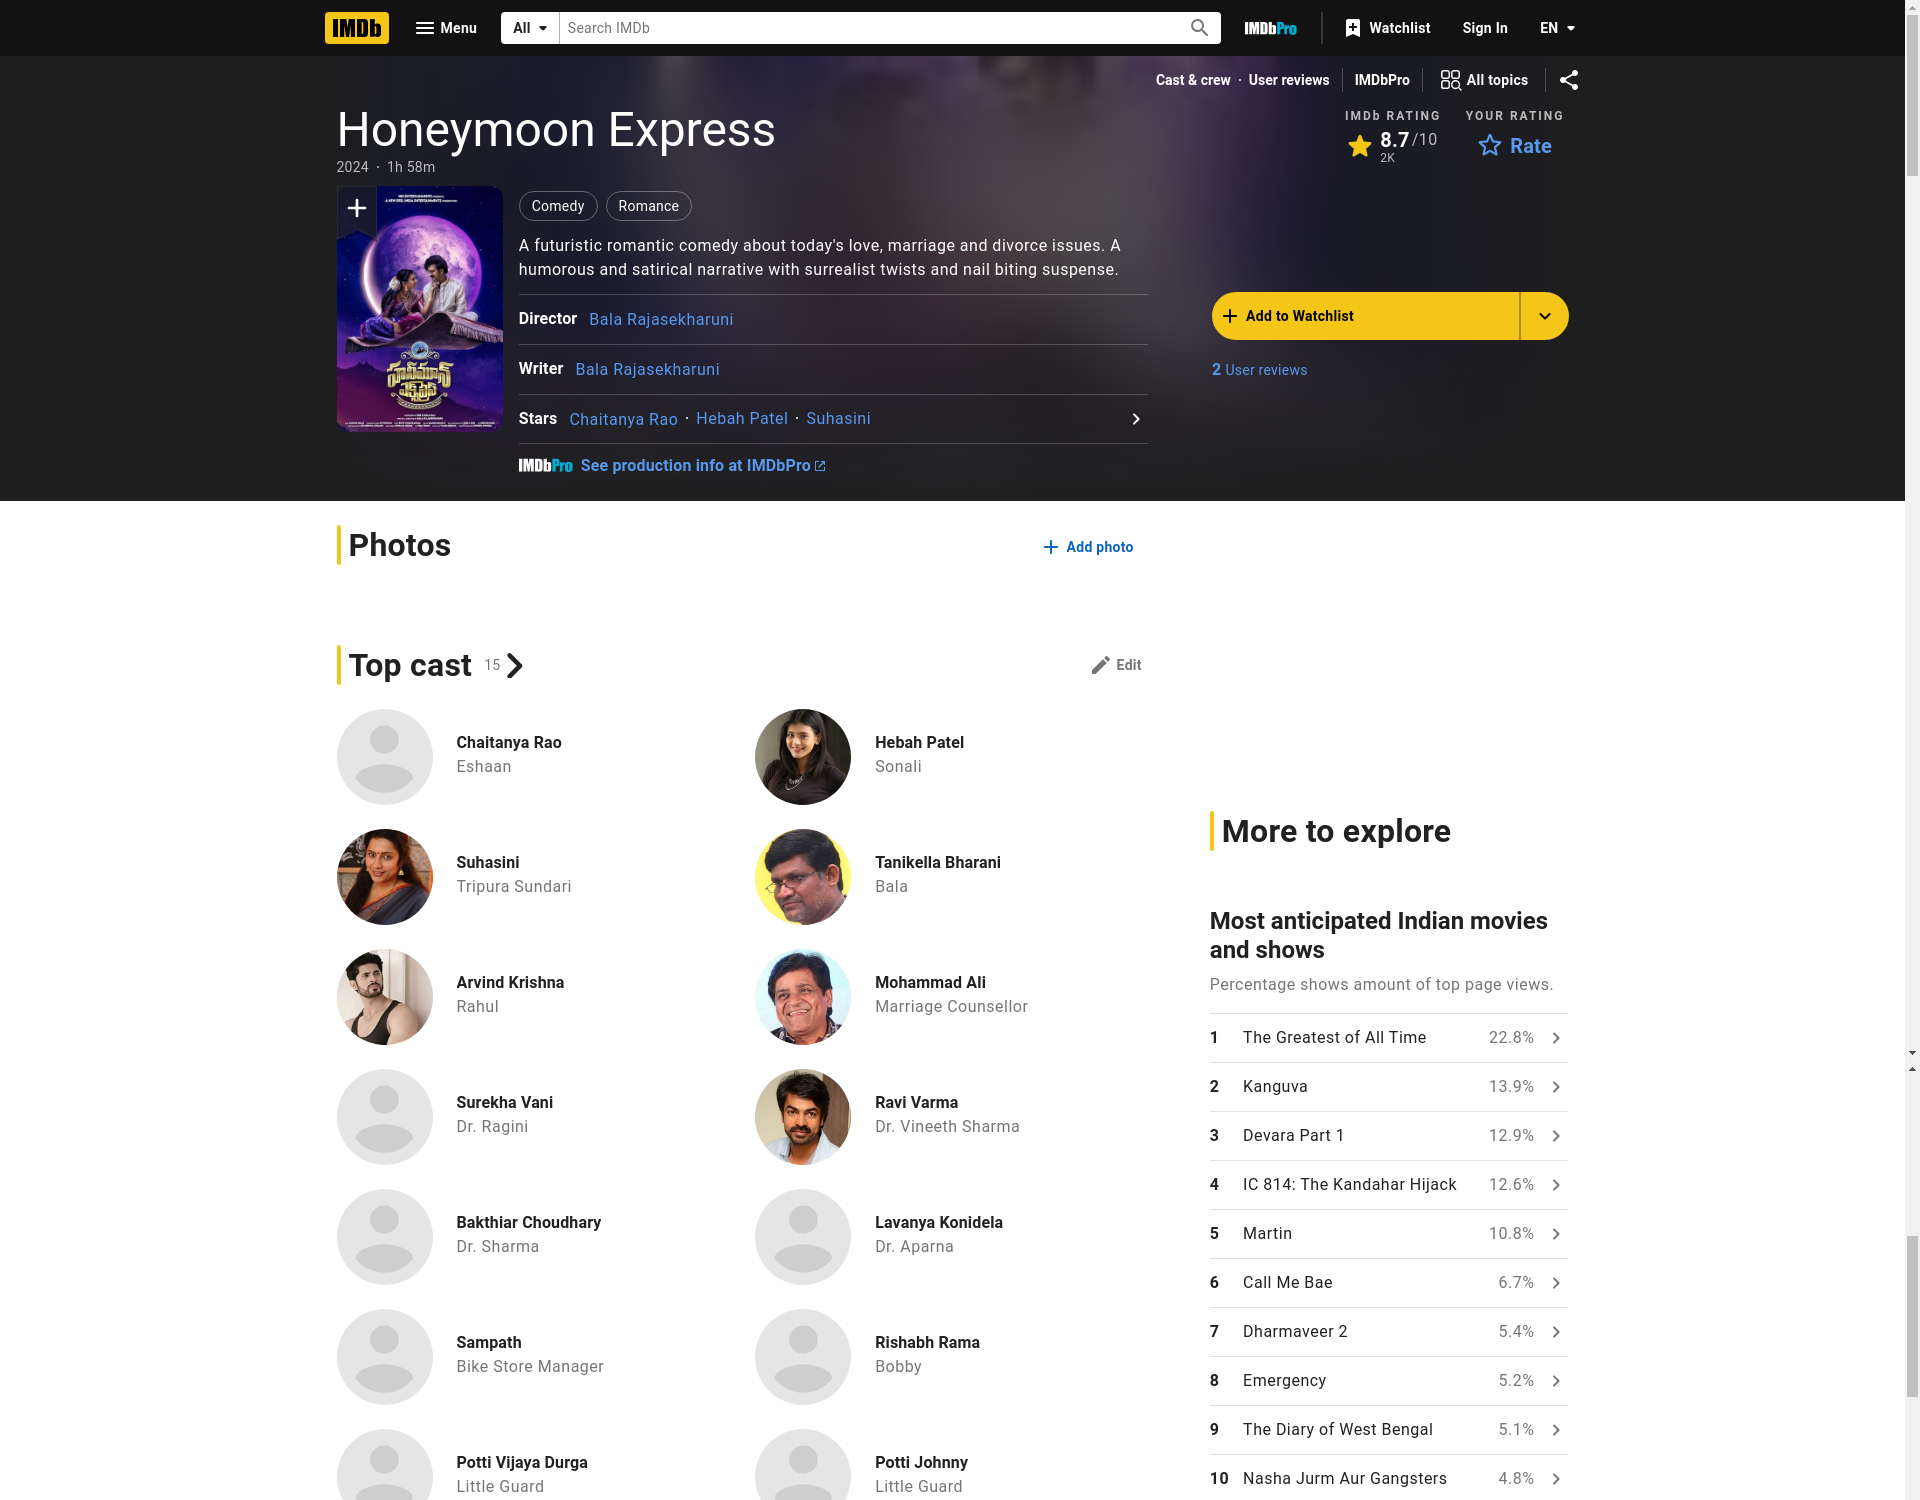 IMDb
Menu
All
Search IMDb
IMDbPro
Watchlist
Sign In
EN
Cast & crew · User reviews
IMDbPro
All topics
Honeymoon Express
2024 · 1h 58m
IMDb RATING
8.7/10
2K
YOUR RATING
Rate
హనీమూన్
ఎక్స్‌ప్రెస్
Comedy
Romance
A futuristic romantic comedy about today's love, marriage and divorce issues. A
humorous and satirical narrative with surrealist twists and nail biting suspense.
Director Bala Rajasekharuni
Writer Bala Rajasekharuni
Stars Chaitanya Rao · Hebah Patel · Suhasini
IMDbPro See production info at IMDbPro
Add to Watchlist
2 User reviews
Photos
Add photo
Top cast 15
Edit
Chaitanya Rao
Eshaan
Hebah Patel
Sonali
Suhasini
Tripura Sundari
Tanikella Bharani
Bala
Arvind Krishna
Rahul
Mohammad Ali
Marriage Counsellor
Surekha Vani
Dr. Ragini
Ravi Varma
Dr. Vineeth Sharma
Bakthiar Choudhary
Dr. Sharma
Lavanya Konidela
Dr. Aparna
Sampath
Bike Store Manager
Rishabh Rama
Bobby
Potti Vijaya Durga
Little Guard
Potti Johnny
Little Guard
More to explore
Most anticipated Indian movies
and shows
Percentage shows amount of top page views.
1 The Greatest of All Time 22.8%
2 Kanguva 13.9%
3 Devara Part 1 12.9%
4 IC 814: The Kandahar Hijack 12.6%
5 Martin 10.8%
6 Call Me Bae 6.7%
7 Dharmaveer 2 5.4%
8 Emergency 5.2%
9 The Diary of West Bengal 5.1%
10 Nasha Jurm Aur Gangsters 4.8%